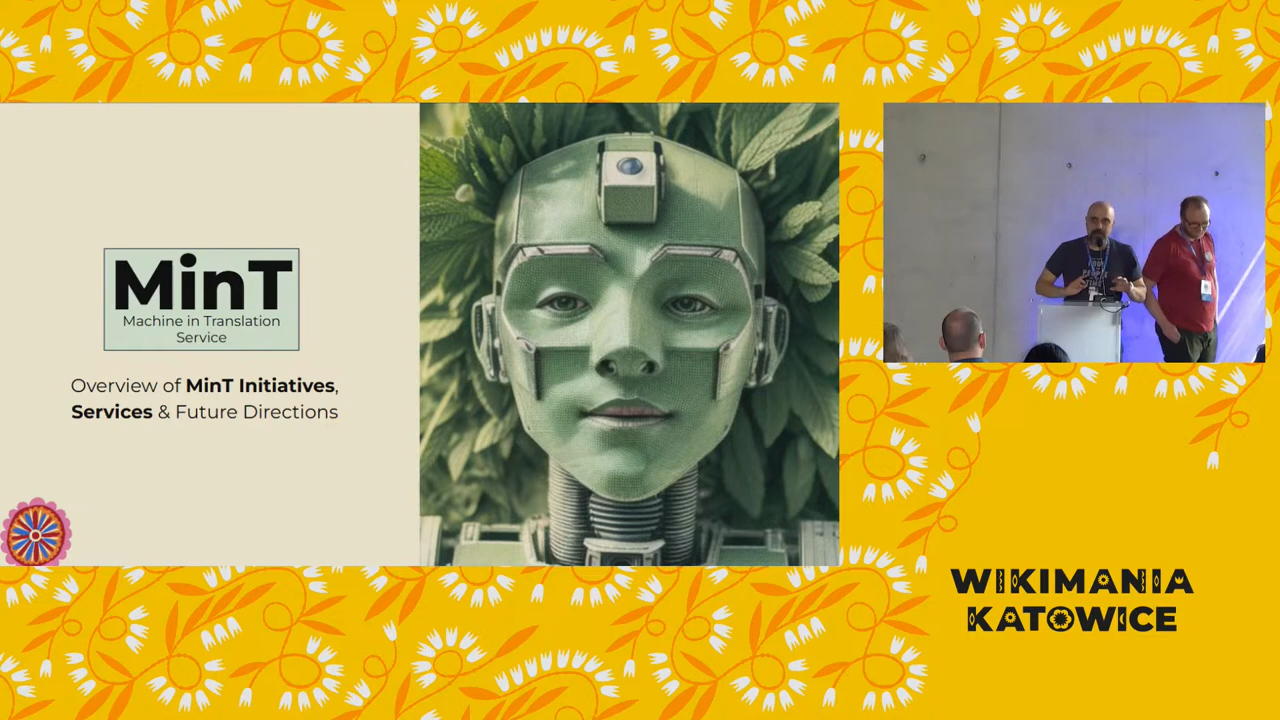 MinT
Machine in Translation
Service
Overview of MinT Initiatives,
Services & Future Directions
WIKIMANIA
KATOWICE